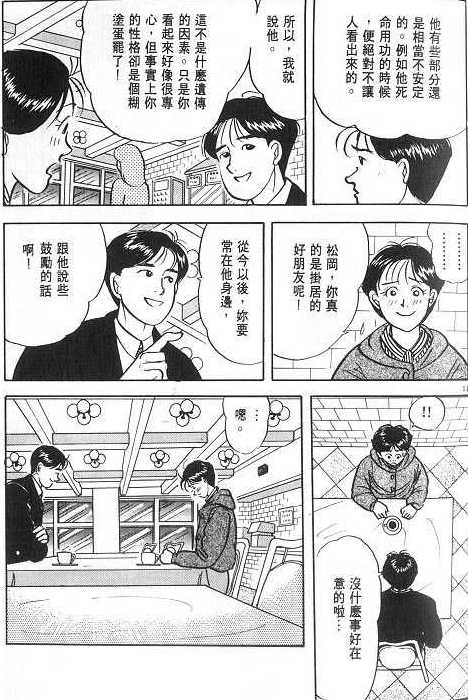 他有些部分還
是相當不安定
的。例如他死
命用功的時候
，便絕對不讓
人看出來的。
所以，我就
說他。
這不是什麼遺傳
的因素。只是你
看起來好像很專
心，但事實上你
的性格卻是個糊
塗蛋罷了！
⋯⋯⋯
松岡，你真
的是掛居的
好朋友呢！
從今以後，妳要
常在他身邊，
跟他說些
鼓勵的話
啊！
!!
沒什麼事好在
意的啦⋯
⋯
嗯。